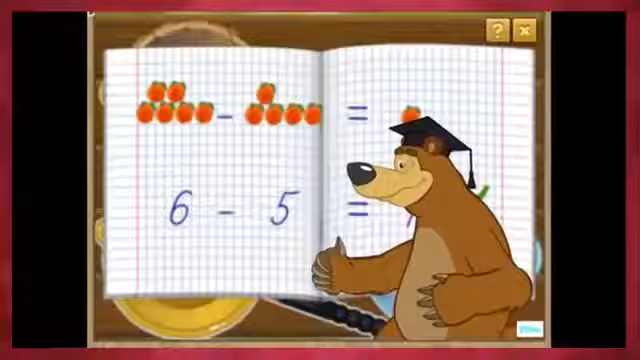 ? x
- =
6 - 5 =